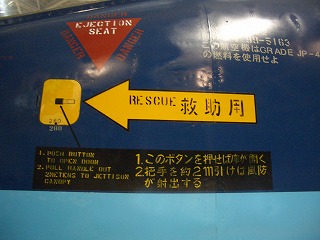 EJECTION
SEAT
DANGER
DANGER
-5163
この航空機はGRADE JP-4
の燃料を使用せよ
RESCUE 救助用
1. PUSH BUTTON
TO OPEN DOOR
2. PULL HANDLE OUT
2METERS TO JETTISON
CANOPY
1.このボタンを押せば扉が開く
2.把手を約2m引けば風防
が射出する